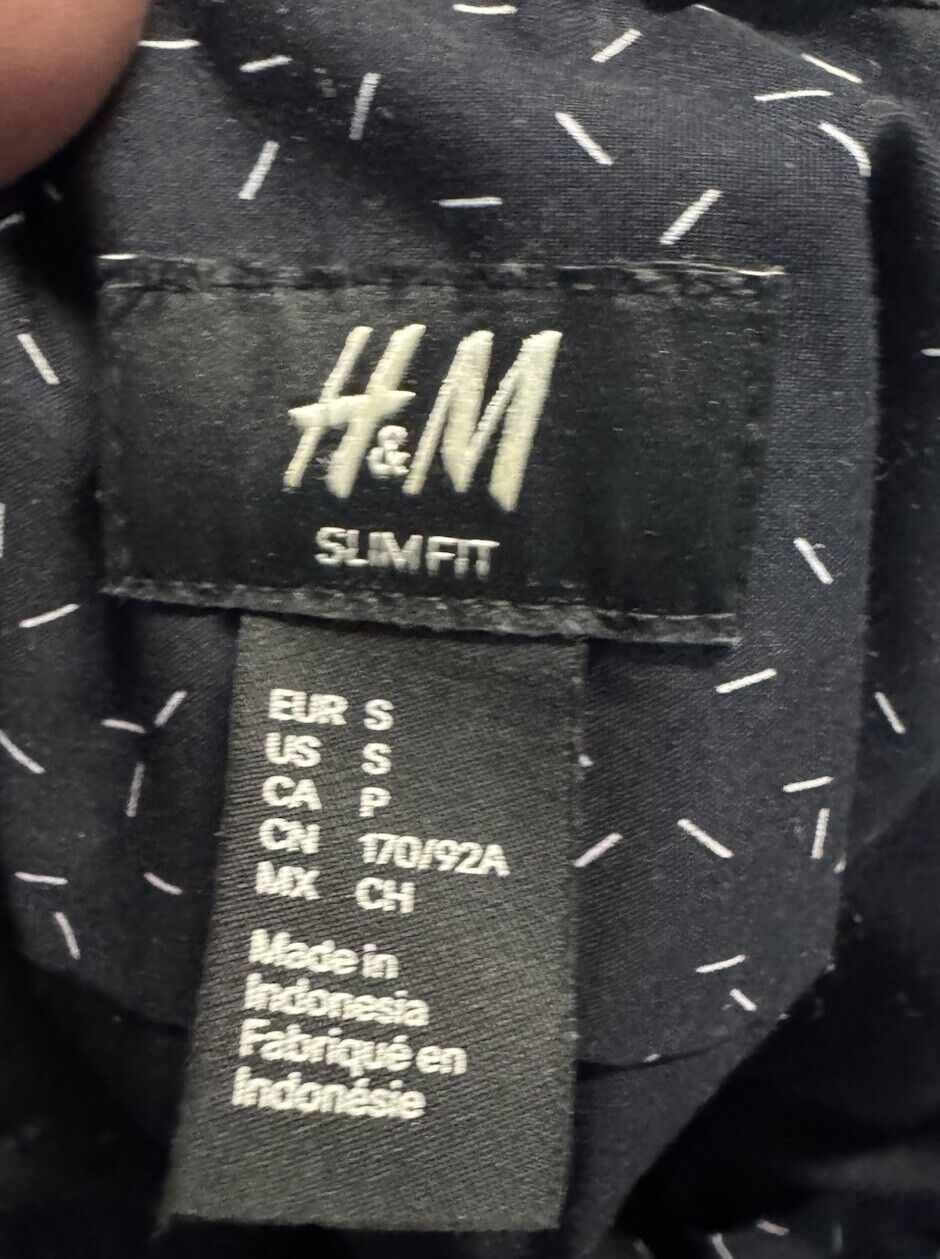 H&M
SLIM FIT
EUR S
US S
CA P
CN 170/92A
MX CH
Made in
Indonesia
Fabriqué en
Indonésie